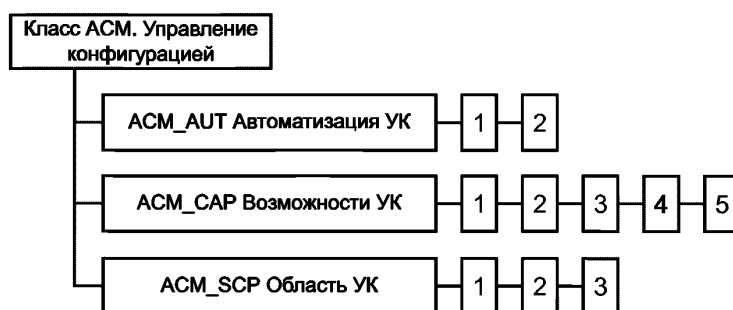 Класс АСМ. Управление
конфигурацией
ACM_AUT Автоматизация УК 1 2
ACM_CAP Возможности УК 1 2 3 4 5
ACM_SCP Область УК 1 2 3